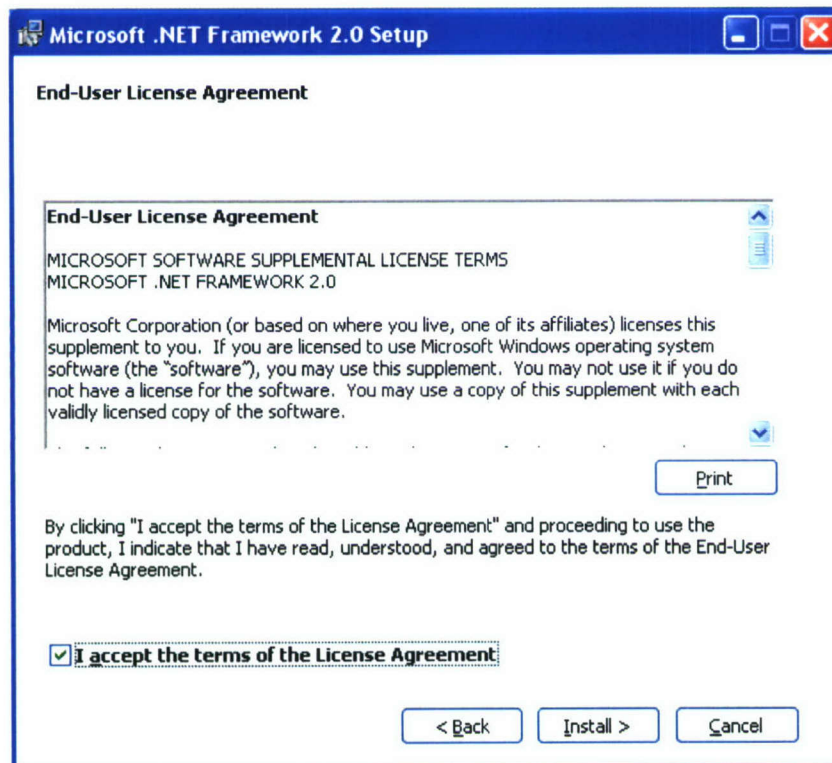 Microsoft .NET Framework 2.0 Setup
End-User License Agreement
End-User License Agreement
MICROSOFT SOFTWARE SUPPLEMENTAL LICENSE TERMS
MICROSOFT .NET FRAMEWORK 2.0
Microsoft Corporation (or based on where you live, one of its affiliates) licenses this
supplement to you.  If you are licensed to use Microsoft Windows operating system
software (the "software"), you may use this supplement.  You may not use it if you do
not have a license for the software.  You may use a copy of this supplement with each
validly licensed copy of the software.
Print
By clicking "I accept the terms of the License Agreement" and proceeding to use the
product, I indicate that I have read, understood, and agreed to the terms of the End-User
License Agreement.
I accept the terms of the License Agreement
< Back
Install >
Cancel